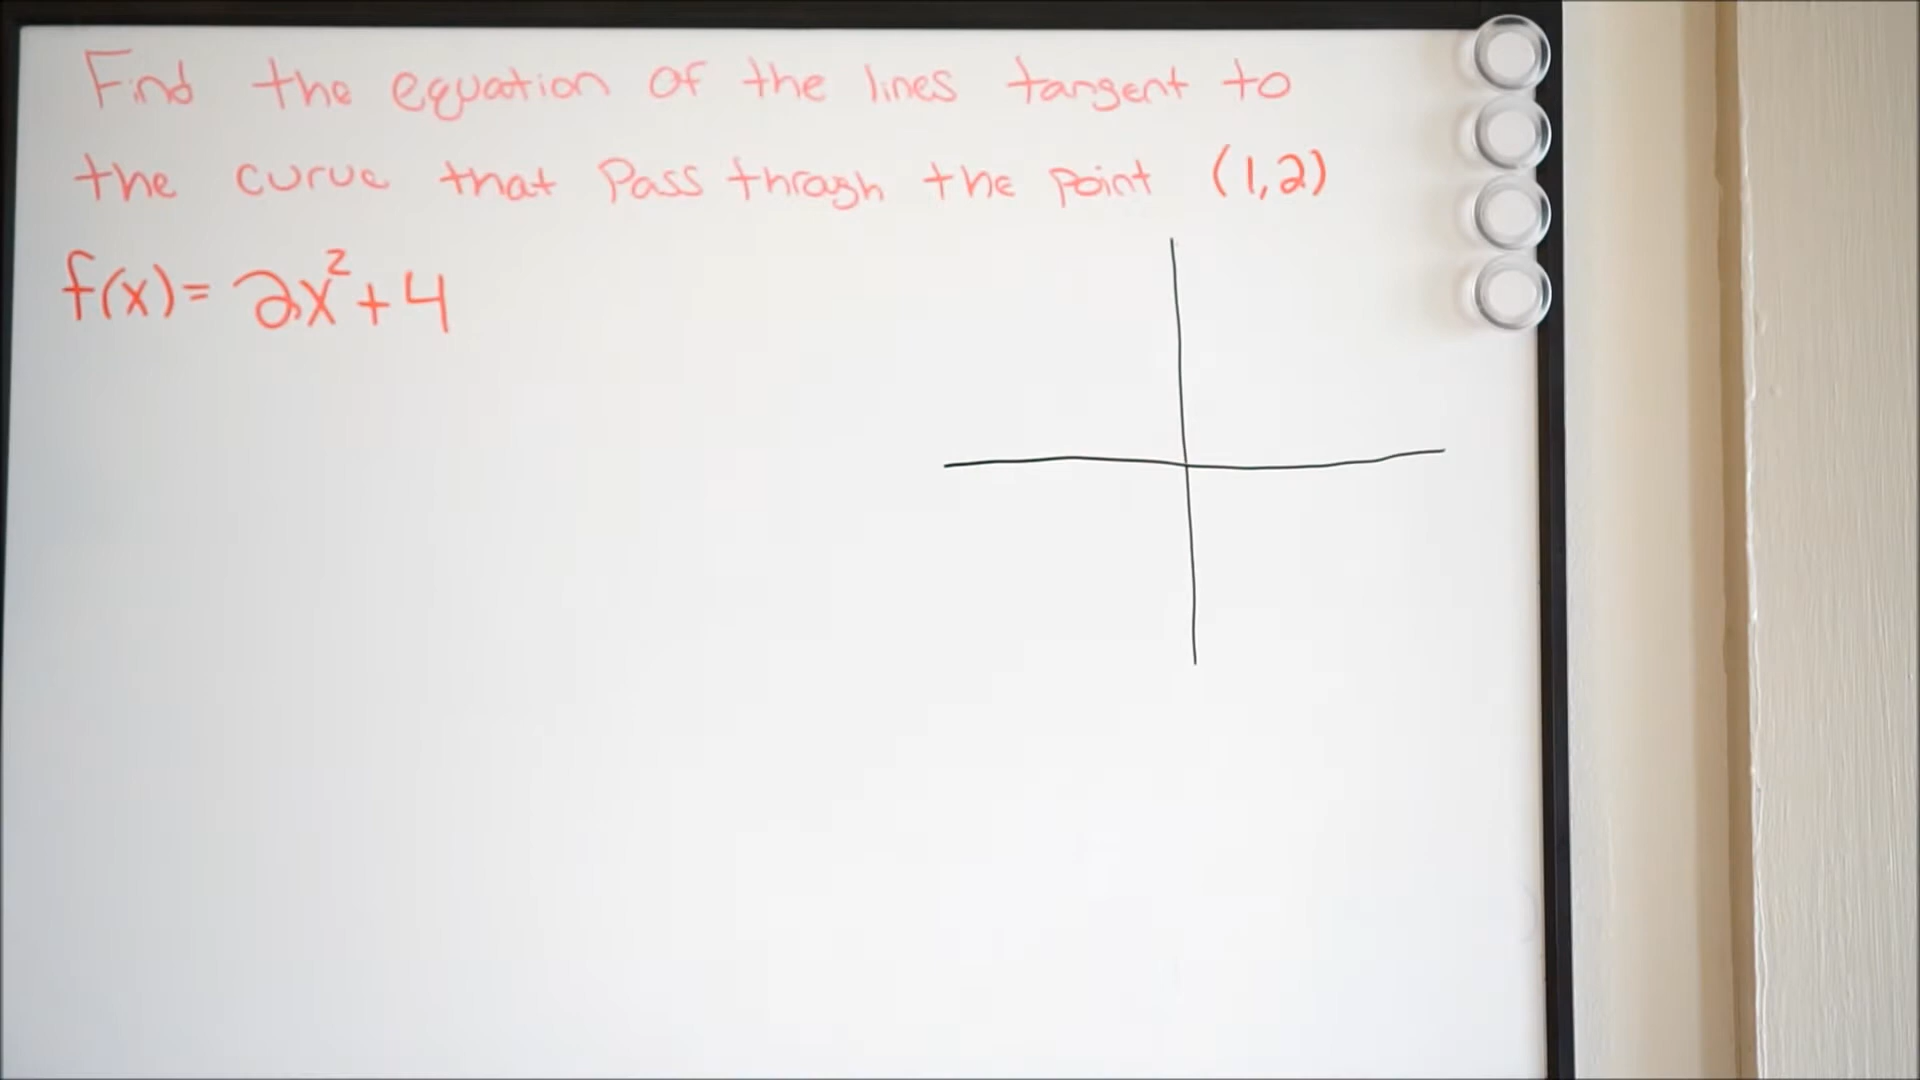 Find the equation of the lines tangent to
the curve that Pass through the point (1,2)
f(x)= 2x²+4